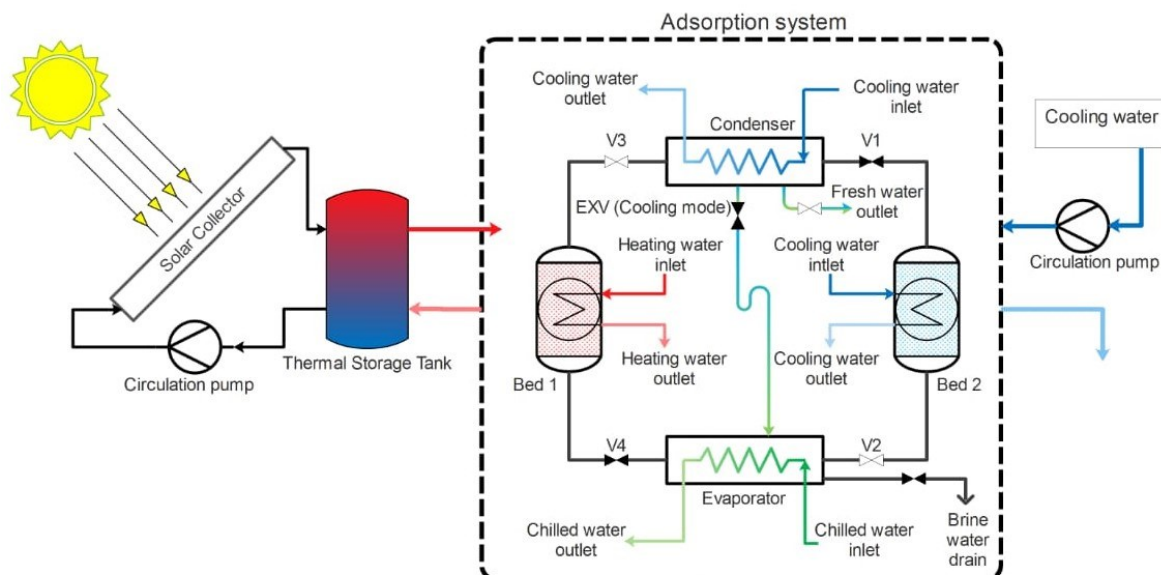 Adsorption system
Cooling water
outlet
Cooling water
inlet
Condenser
V3
V1
Cooling water
Solar Collector
EXV (Cooling mode)
Fresh water
outlet
Heating water
inlet
Cooling water
intlet
Circulation pump
Thermal Storage Tank
Circulation pump
Heating water
outlet
Cooling water
outlet
Bed 1
Bed 2
V4
V2
Evaporator
Chilled water
outlet
Chilled water
inlet
Brine
water
drain